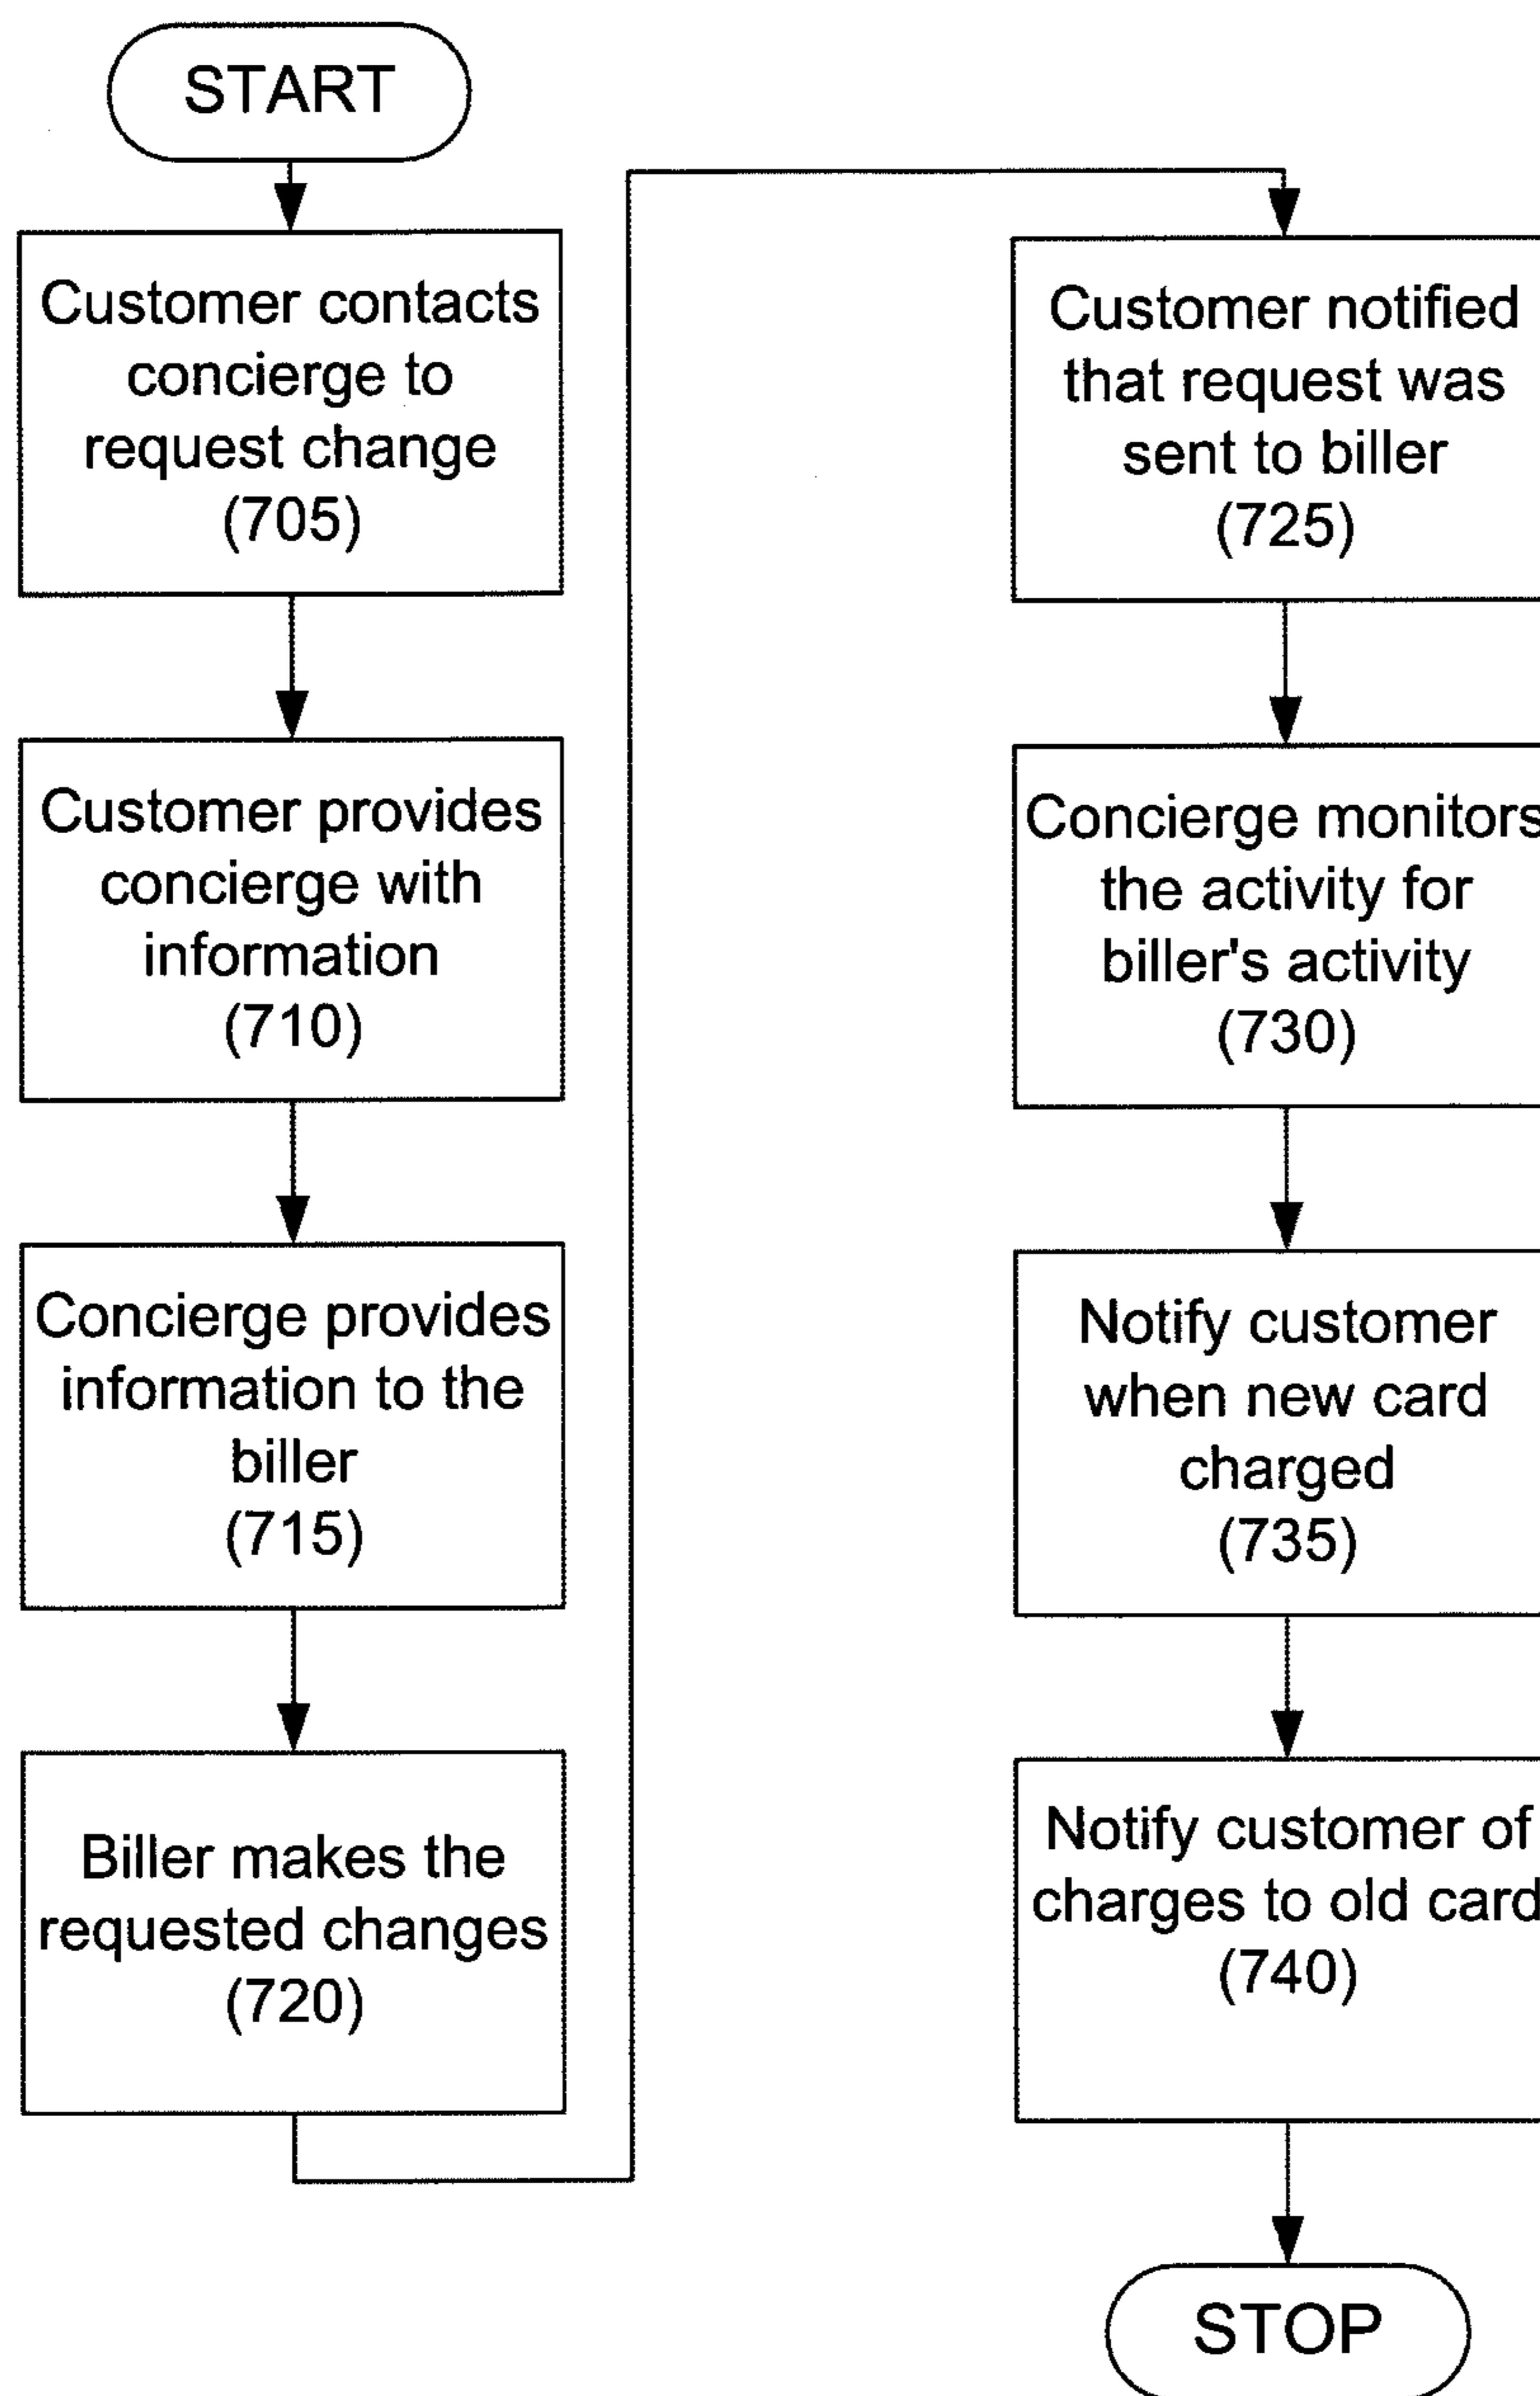 START
Customer contacts
concierge to
request change
(705)
Customer provides
concierge with
information
(710)
Concierge provides
information to the
biller
(715)
Biller makes the
requested changes
(720)
Customer notified
that request was
sent to biller
(725)
Concierge monitors
the activity for
biller's activity
(730)
Notify customer
when new card
charged
(735)
Notify customer of
charges to old card
(740)
STOP